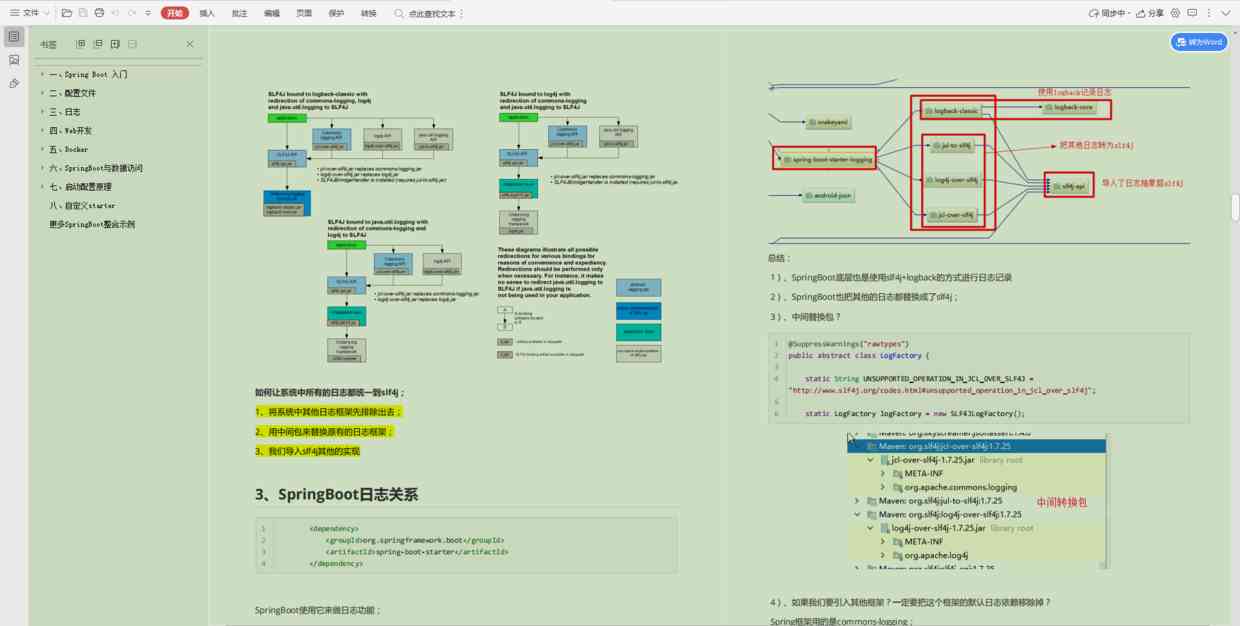 文件
开始
插入
批注
编辑
页面
保护
转换
点此查找文本
同步中
分享
转为Word
书签
一、Spring Boot 入门
二、配置文件
三、日志
四、Web开发
五、Docker
六、SpringBoot与数据访问
七、启动配置原理
八、自定义starter
更多SpringBoot整合示例
SLF4J bound to logback-classic with
redirection of commons-logging, log4j
and java.util.logging to SLF4J
application
SLF4J bound to log4j with
redirection of commons-logging
and java.util.logging to SLF4J
application
SLF4J bound to java.util.logging with
redirection of commons-logging and
log4j to SLF4J
application
These diagrams illustrate all possible
redirections for various bindings for
reasons of convenience and expediency.
Redirections should be performed only
when necessary. For instance, it makes
no sense to redirect java.util.logging to
SLF4J if java.util.logging is
not being used in your application.
如何让系统中所有的日志都统一到slf4j；
1、将系统中其他日志框架先排除出去；
2、用中间包来替换原有的日志框架；
3、我们导入slf4j其他的实现
3、SpringBoot日志关系
1 <dependency>
2 <groupId>org.springframework.boot</groupId>
3 <artifactId>spring-boot-starter</artifactId>
4 </dependency>
SpringBoot使用它来做日志功能；
使用logback记录日志
logback-classic
logback-core
snakeyaml
jul-to-slf4j
把其他日志转为slf4j
spring-boot-starter-logging
log4j-over-slf4j
slf4j-api
导入了日志抽象层slf4j
android-json
jcl-over-slf4j
总结：
1）、SpringBoot底层也是使用slf4j+logback的方式进行日志记录
2）、SpringBoot也把其他的日志都替换成了slf4j；
3）、中间替换包？
1 @SuppressWarnings("rawtypes")
2 public abstract class LogFactory {
3
4 static String UNSUPPORTED_OPERATION_IN_JCL_OVER_SLF4J =
"http://www.slf4j.org/codes.html#unsupported_operation_in_jcl_over_slf4j";
5
6 static LogFactory logFactory = new SLF4JLogFactory();
Maven: org.slf4j:jcl-over-slf4j:1.7.25
jcl-over-slf4j-1.7.25.jar library root
META-INF
org.apache.commons.logging
Maven: org.slf4j:jul-to-slf4j:1.7.25
中间转换包
Maven: org.slf4j:log4j-over-slf4j:1.7.25
log4j-over-slf4j-1.7.25.jar library root
META-INF
org.apache.log4j
Maven: org.slf4j:slf4j-api:1.7.25
4）、如果我们要引入其他框架？一定要把这个框架的默认日志依赖移除掉？
Spring框架用的是commons-logging；